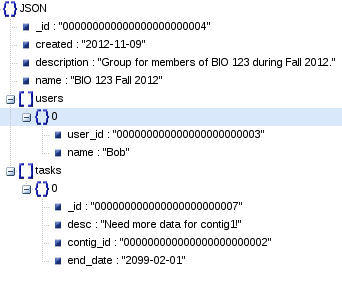 {} JSON
_id : "000000000000000000000004"
created : "2012-11-09"
description : "Group for members of BIO 123 during Fall 2012."
name : "BIO 123 Fall 2012"
[] users
{} 0
user_id : "000000000000000000000003"
name : "Bob"
[] tasks
{} 0
_id : "000000000000000000000007"
desc : "Need more data for contig1!"
contig_id : "000000000000000000000002"
end_date : "2099-02-01"